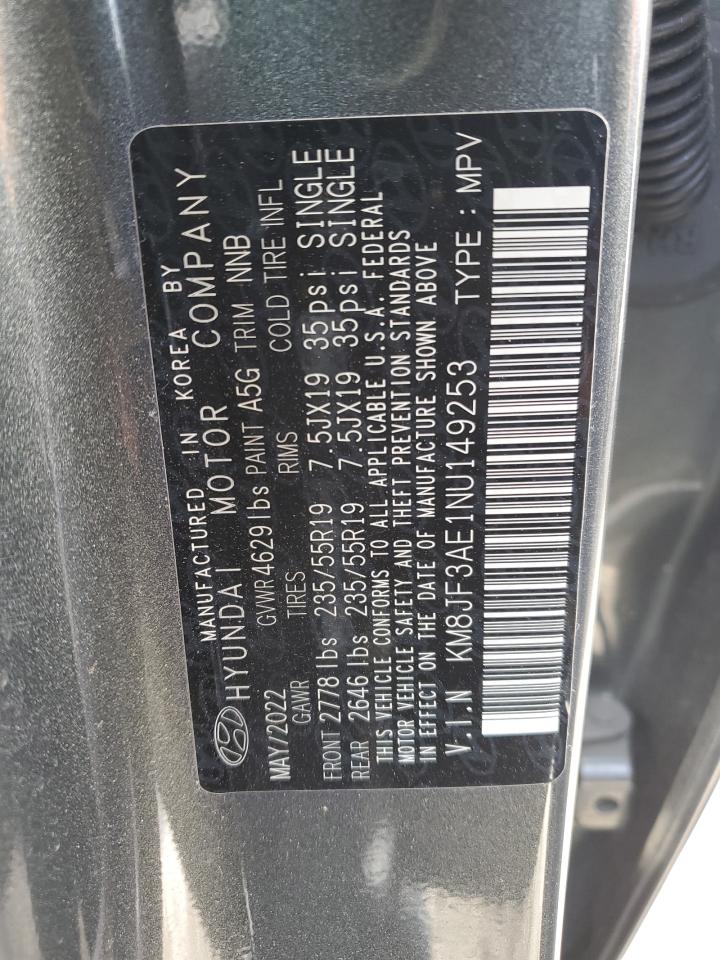 MANUFACTURED IN KOREA BY
HYUNDAI MOTOR COMPANY
MAY/2022 GVWR 4629 lbs PAINT A5G TRIM NNB
GAWR TIRES RIMS COLD TIRE INFL
FRONT 2778 lbs 235/55R19 7.5JX19 35psi SINGLE
REAR 2646 lbs 235/55R19 7.5JX19 35psi SINGLE
THIS VEHICLE CONFORMS TO ALL APPLICABLE U.S.A. FEDERAL
MOTOR VEHICLE SAFETY AND THEFT PREVENTION STANDARDS
IN EFFECT ON THE DATE OF MANUFACTURE SHOWN ABOVE
V.I.N KM8JF3AE1NU149253 TYPE : MPV